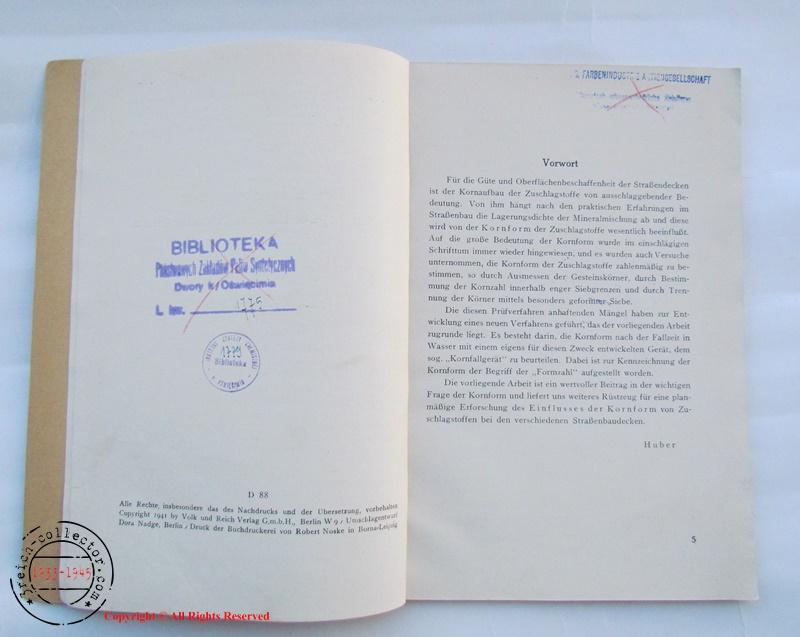 BIBLIOTEKA
Państwowych Zakładów Paliw Syntetycznych
Dwory k/Oświęcimia
L. inw. 1775
1775
Biblioteka
D 88
Alle Rechte, insbesondere das des Nachdrucks und der Übersetzung, vorbehalten
Copyright 1941 by Volk und Reich Verlag G.m.b.H., Berlin W 9 / Umschlagentwurf
Dora Nadge, Berlin / Druck der Buchdruckerei von Robert Noske in Borna-Leipzig
FARBENINDUSTRIE AKTIENGESELLSCHAFT
Vorwort
Für die Güte und Oberflächenbeschaffenheit der Straßendecken
ist der Kornaufbau der Zuschlagstoffe von ausschlaggebender Be-
deutung. Von ihm hängt nach den praktischen Erfahrungen im
Straßenbau die Lagerungsdichte der Mineralmischung ab und diese
wird von der Kornform der Zuschlagstoffe wesentlich beeinflußt.
Auf die große Bedeutung der Kornform wurde im einschlägigen
Schrifttum immer wieder hingewiesen, und es wurden auch Versuche
unternommen, die Kornform der Zuschlagstoffe zahlenmäßig zu be-
stimmen, so durch Ausmessen der Gesteinskörner, durch Bestim-
mung der Kornzahl innerhalb enger Siebgrenzen und durch Tren-
nung der Körner mittels besonders geformter Siebe.
Die diesen Prüfverfahren anhaftenden Mängel haben zur Ent-
wicklung eines neuen Verfahrens geführt, das der vorliegenden Arbeit
zugrunde liegt. Es besteht darin, die Kornform nach der Fallzeit in
Wasser mit einem eigens für diesen Zweck entwickelten Gerät, dem
sog. „Kornfallgerät“ zu beurteilen. Dabei ist zur Kennzeichnung der
Kornform der Begriff der „Formzahl“ aufgestellt worden.
Die vorliegende Arbeit ist ein wertvoller Beitrag in der wichtigen
Frage der Kornform und liefert uns weiteres Rüstzeug für eine plan-
mäßige Erforschung des Einflusses der Kornform von Zu-
schlagstoffen bei den verschiedenen Straßenbaudecken.
Huber
5
3reich-collector.com
1933-1945
Copyright © All Rights Reserved